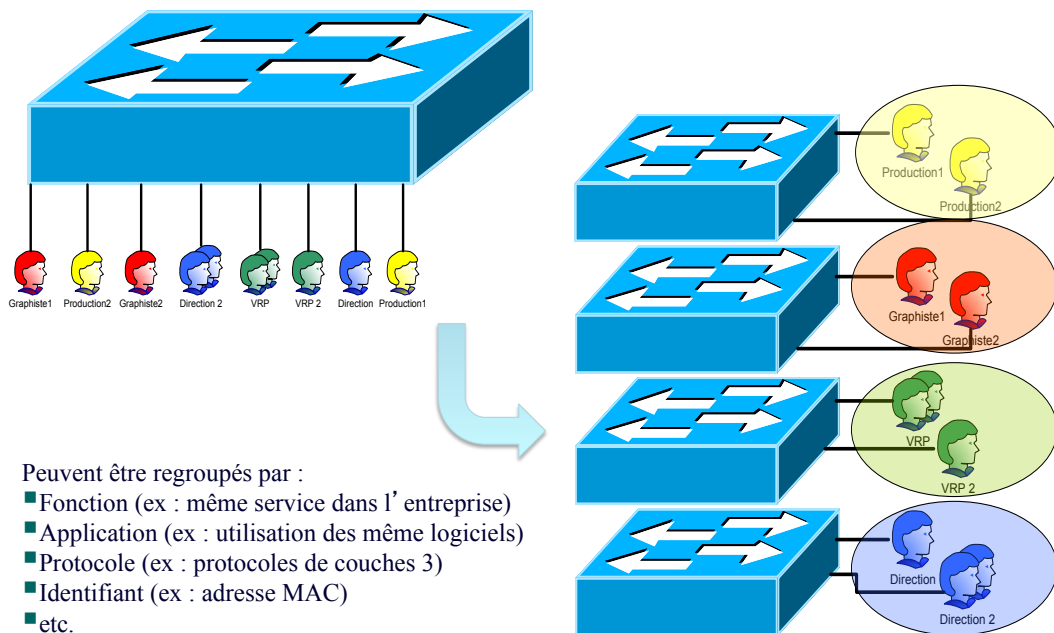 Graphiste1 Production2 Graphiste2 Direction 2 VRP VRP 2 Direction Production1
Production1
Production2
Graphiste1
Graphiste2
VRP
VRP 2
Direction
Direction 2
Peuvent être regroupés par :
Fonction (ex : même service dans l’ entreprise)
Application (ex : utilisation des même logiciels)
Protocole (ex : protocoles de couches 3)
Identifiant (ex : adresse MAC)
etc.